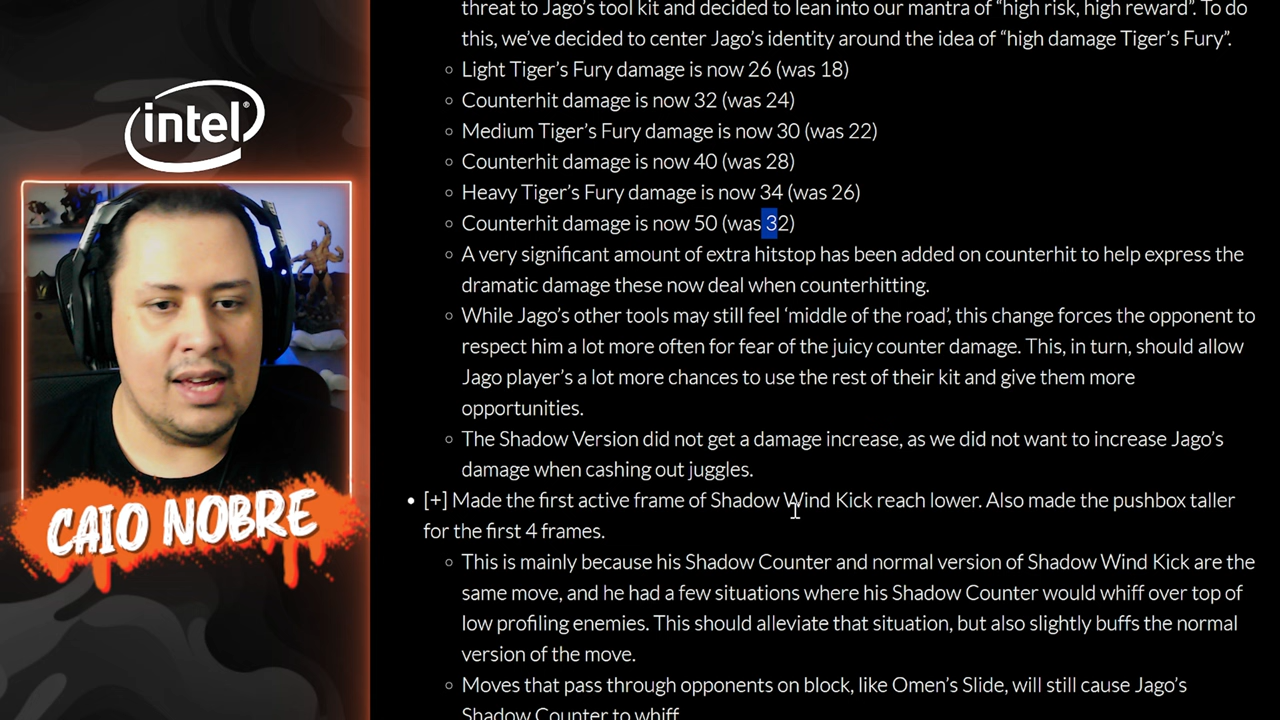 intel
CAIO NOBRE
threat to Jago's tool kit and decided to lean into our mantra of "high risk, high reward". To do
this, we've decided to center Jago's identity around the idea of "high damage Tiger's Fury".
Light Tiger's Fury damage is now 26 (was 18)
Counterhit damage is now 32 (was 24)
Medium Tiger's Fury damage is now 30 (was 22)
Counterhit damage is now 40 (was 28)
Heavy Tiger's Fury damage is now 34 (was 26)
Counterhit damage is now 50 (was 32)
A very significant amount of extra hitstop has been added on counterhit to help express the
dramatic damage these now deal when counterhitting.
While Jago's other tools may still feel 'middle of the road', this change forces the opponent to
respect him a lot more often for fear of the juicy counter damage. This, in turn, should allow
Jago player's a lot more chances to use the rest of their kit and give them more
opportunities.
The Shadow Version did not get a damage increase, as we did not want to increase Jago's
damage when cashing out juggles.
[+] Made the first active frame of Shadow Wind Kick reach lower. Also made the pushbox taller
for the first 4 frames.
This is mainly because his Shadow Counter and normal version of Shadow Wind Kick are the
same move, and he had a few situations where his Shadow Counter would whiff over top of
low profiling enemies. This should alleviate that situation, but also slightly buffs the normal
version of the move.
Moves that pass through opponents on block, like Omen's Slide, will still cause Jago's
Shadow Counter to whiff.